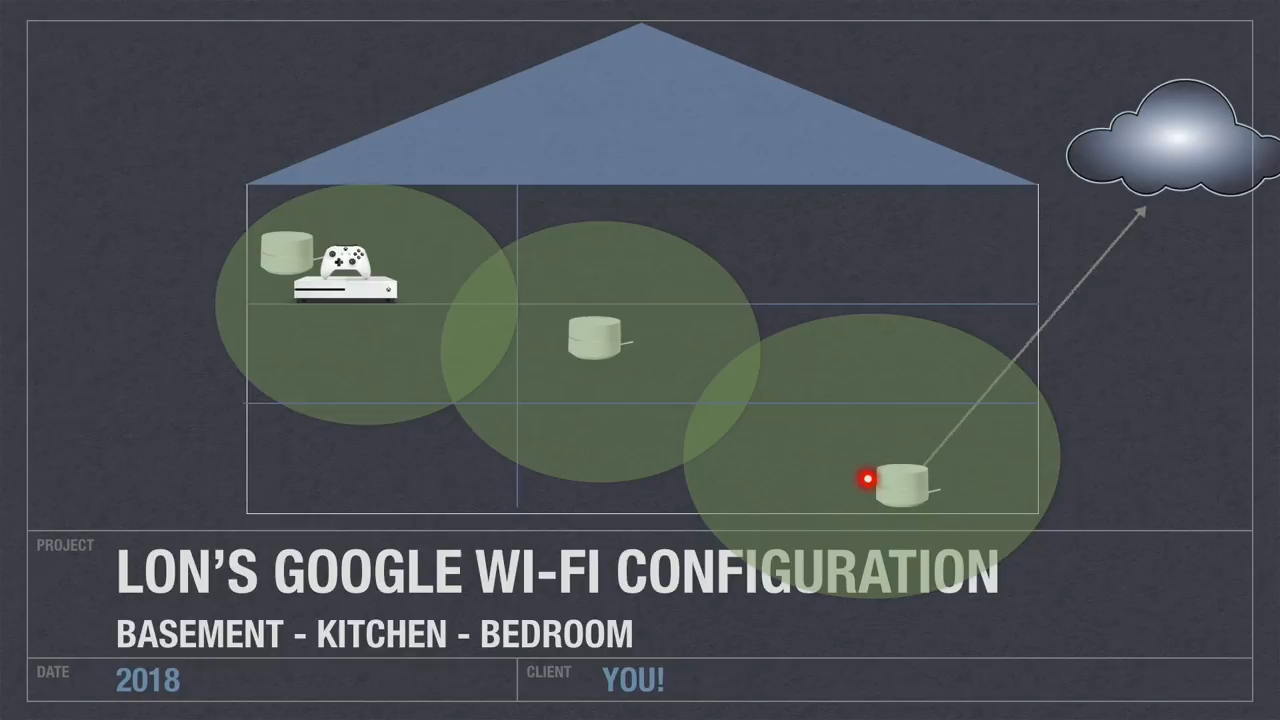 PROJECT
LON'S GOOGLE WI-FI CONFIGURATION
BASEMENT - KITCHEN - BEDROOM
DATE
2018
CLIENT
YOU!